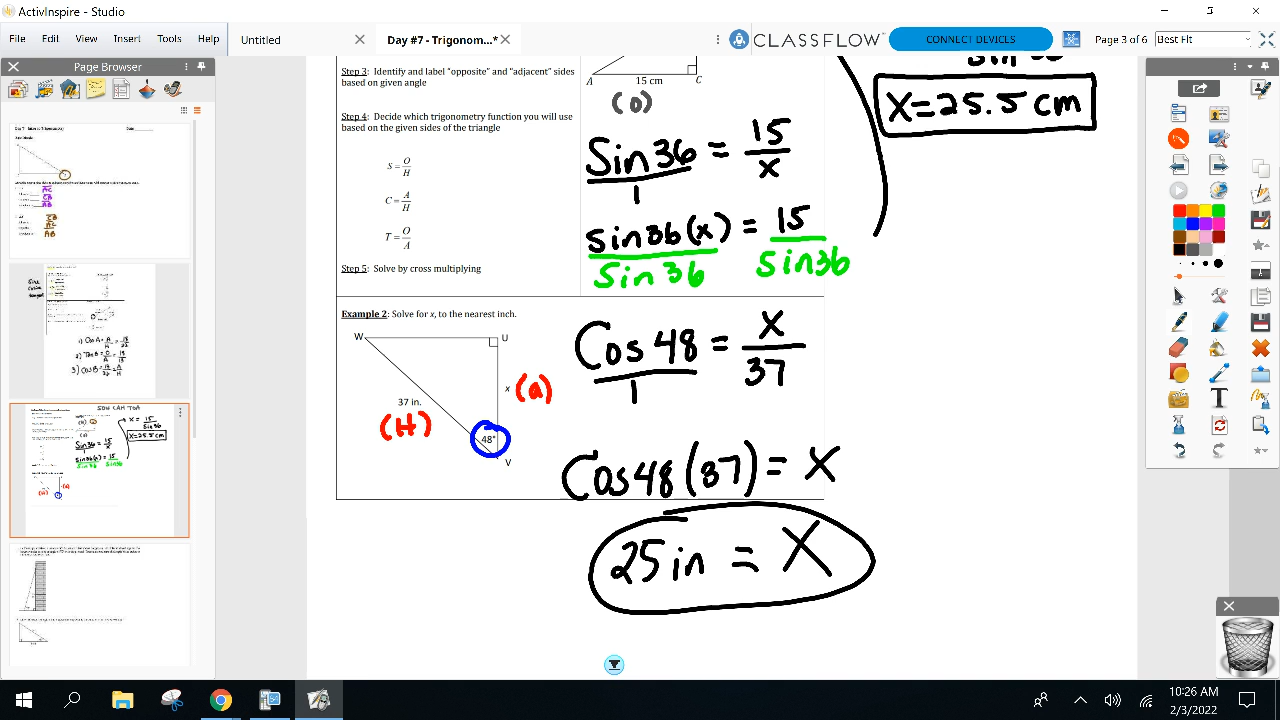 ActivInspire - Studio
File Edit View Insert Tools Help
Untitled
Day #7 - Trigonom...*
CLASSFLOW
CONNECT DEVICES
Page 3 of 6
Best Fit
Page Browser
Step 3: Identify and label “opposite” and “adjacent” sides
based on given angle
Step 4: Decide which trigonometry function you will use
based on the given sides of the triangle
S = O/H
C = A/H
T = O/A
Step 5: Solve by cross multiplying
A 15 cm C
(O)
Sin 36/1 = 15/x
sin36(x)/sin36 = 15/sin36
X=25.5 cm
Example 2: Solve for x, to the nearest inch.
W U
x (A)
37 in.
(H)
48°
V
Cos 48/1 = X/37
Cos48(37) = X
25in = X
SOH CAH TOA
10:26 AM
2/3/2022